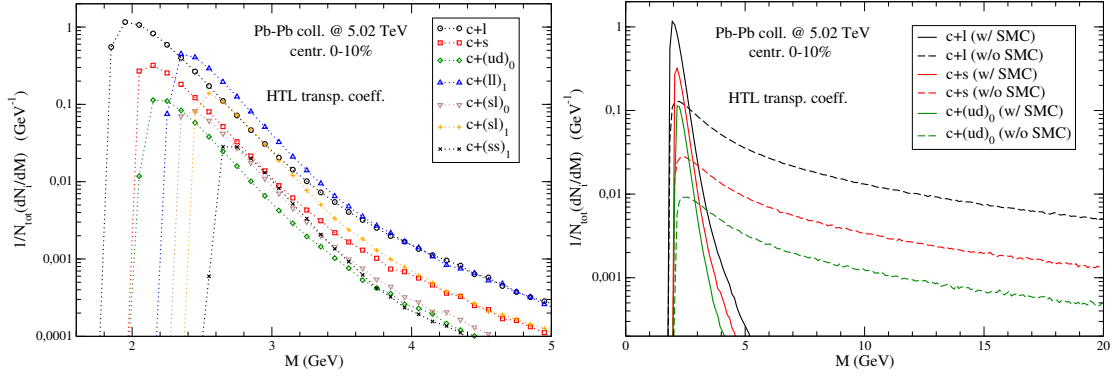 Pb-Pb coll. @ 5.02 TeV
centr. 0-10%
HTL transp. coeff.
c+l
c+s
c+(ud)₀
c+(ll)₁
c+(sl)₀
c+(sl)₁
c+(ss)₁
1
0,1
0,01
0,001
0,0001
1/N_tot(dN_i/dM) (GeV⁻¹)
2 3 4 5
M (GeV)
Pb-Pb coll. @ 5.02 TeV
centr. 0-10%
HTL transp. coeff.
c+l (w/ SMC)
c+l (w/o SMC)
c+s (w/ SMC)
c+s (w/o SMC)
c+(ud)₀ (w/ SMC)
c+(ud)₀ (w/o SMC)
1
0,1
0,01
0,001
1/N_tot(dN_i/dM) (GeV⁻¹)
0 5 10 15 20
M (GeV)